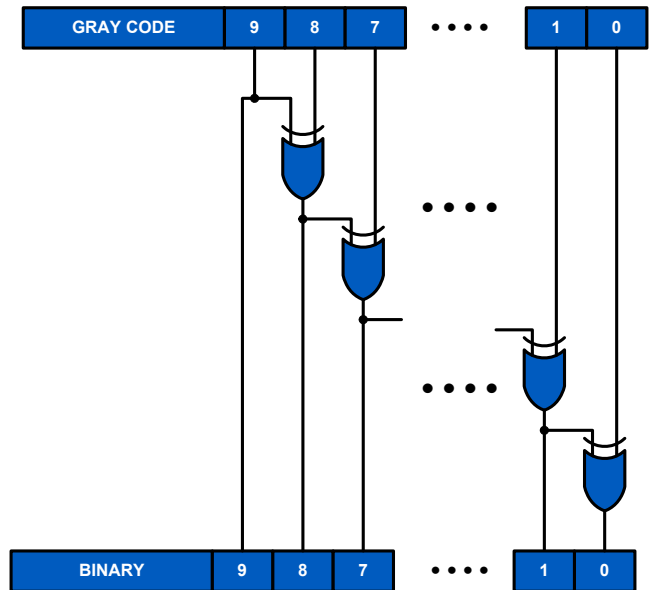 GRAY CODE 9 8 7 •••• 1 0
BINARY 9 8 7 •••• 1 0